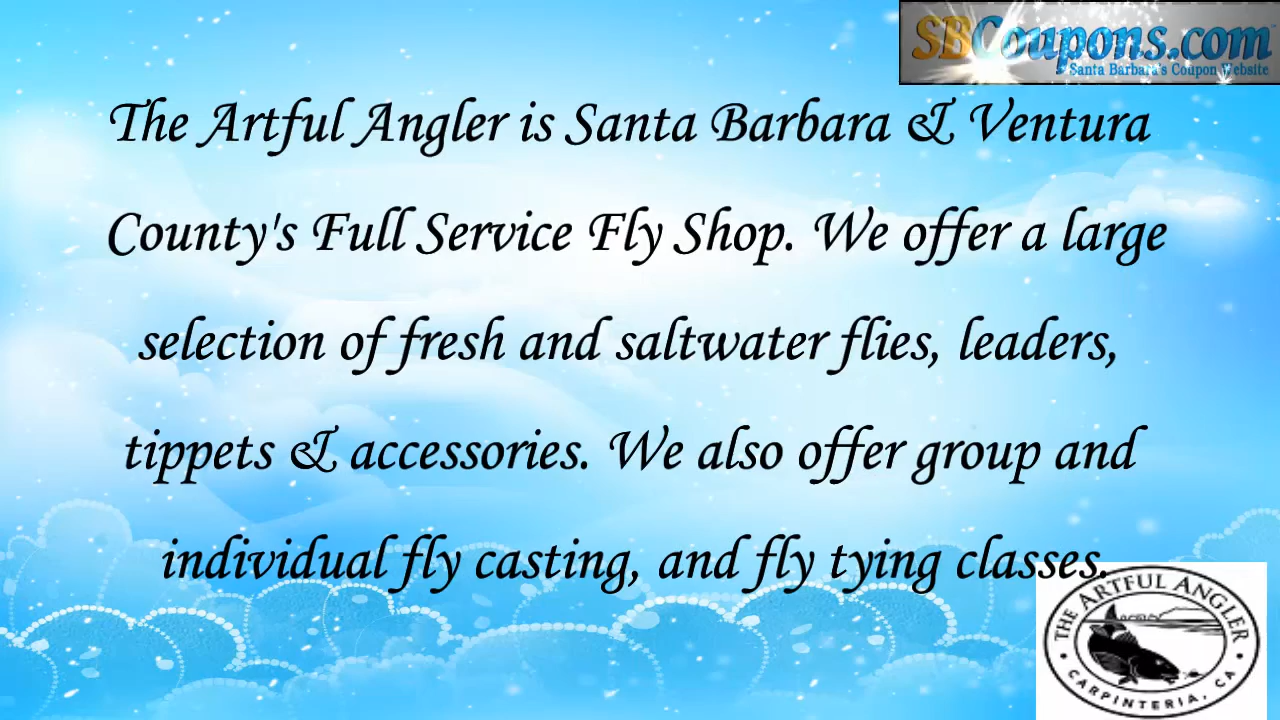 SBCoupons.com
Santa Barbara's Coupon Website
The Artful Angler is Santa Barbara & Ventura
County's Full Service Fly Shop. We offer a large
selection of fresh and saltwater flies, leaders,
tippets & accessories. We also offer group and
individual fly casting, and fly tying classes.
THE ARTFUL ANGLER
• CARPINTERIA, CA •